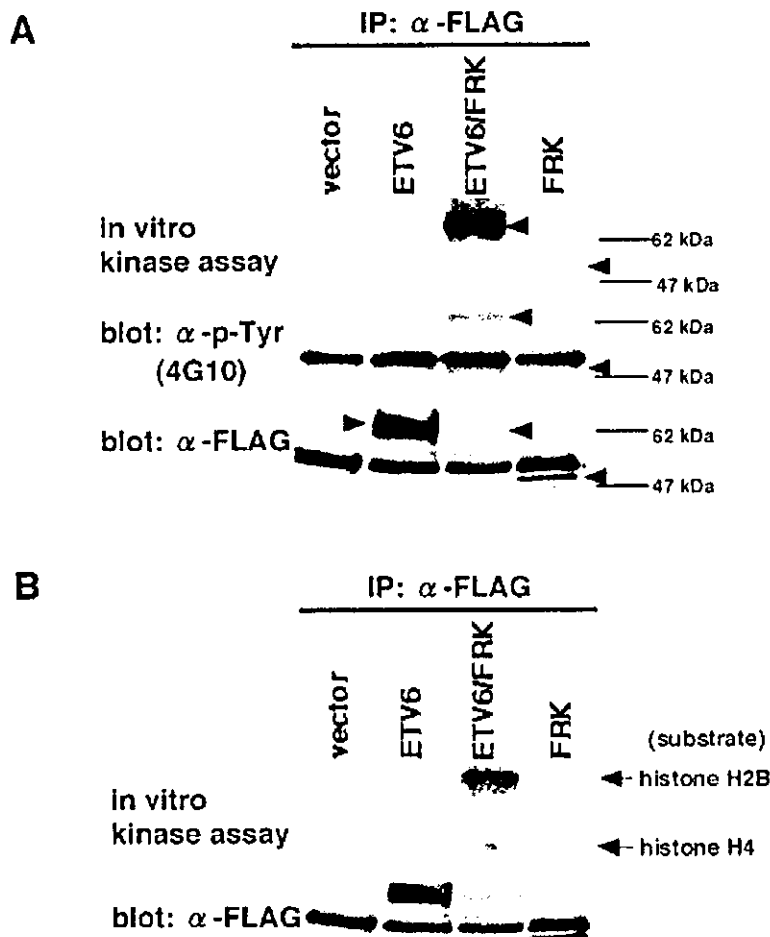 A
IP: α-FLAG
vector
ETV6
ETV6/FRK
FRK
in vitro
kinase assay
62 kDa
47 kDa
blot: α-p-Tyr
(4G10)
62 kDa
47 kDa
blot: α-FLAG
62 kDa
47 kDa
B
IP: α-FLAG
vector
ETV6
ETV6/FRK
FRK
(substrate)
histone H2B
in vitro
kinase assay
histone H4
blot: α-FLAG